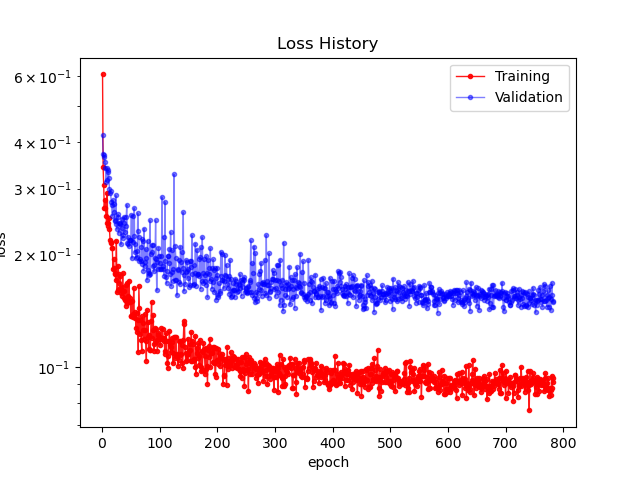 Loss History
Training
Validation
6 × 10⁻¹
4 × 10⁻¹
3 × 10⁻¹
2 × 10⁻¹
10⁻¹
loss
0 100 200 300 400 500 600 700 800
epoch